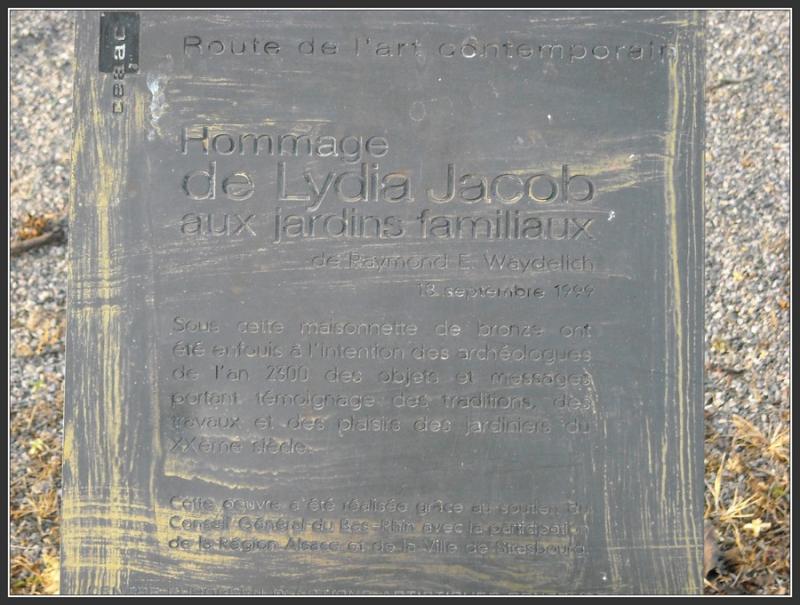 ceaac
Route de l'art contemporain
Hommage
de Lydia Jacob
aux jardins familiaux
de Raymond E. Waydelich
18 septembre 1999
Sous cette maisonnette de bronze ont
été enfouis à l'intention des archéologues
de l'an 2300 des objets et messages
portant témoignage des traditions, des
travaux et des plaisirs des jardiniers du
XXème siècle.
Cette oeuvre a été réalisée grâce au soutien du
Conseil Général du Bas-Rhin avec la participation
de la Région Alsace et de la Ville de Strasbourg.